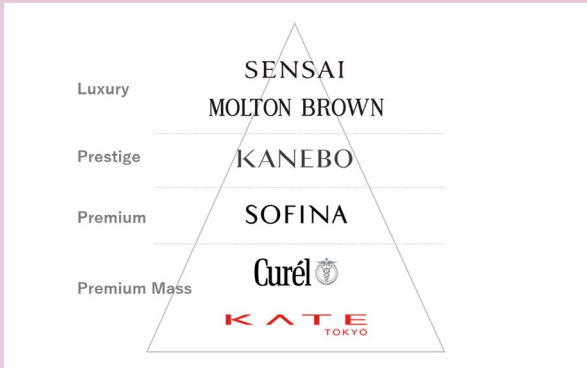 Luxury
SENSAI
MOLTON BROWN
Prestige
KANEBO
Premium
SOFINA
Premium Mass
Curél
KATE
TOKYO